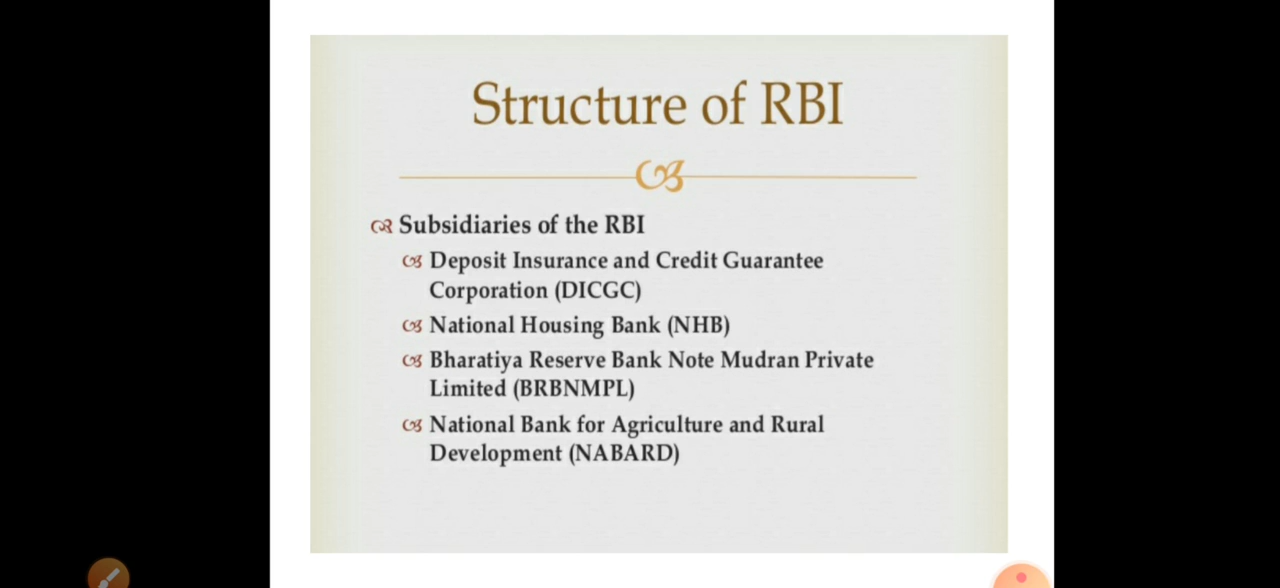 Structure of RBI
Subsidiaries of the RBI
Deposit Insurance and Credit Guarantee
Corporation (DICGC)
National Housing Bank (NHB)
Bharatiya Reserve Bank Note Mudran Private
Limited (BRBNMPL)
National Bank for Agriculture and Rural
Development (NABARD)